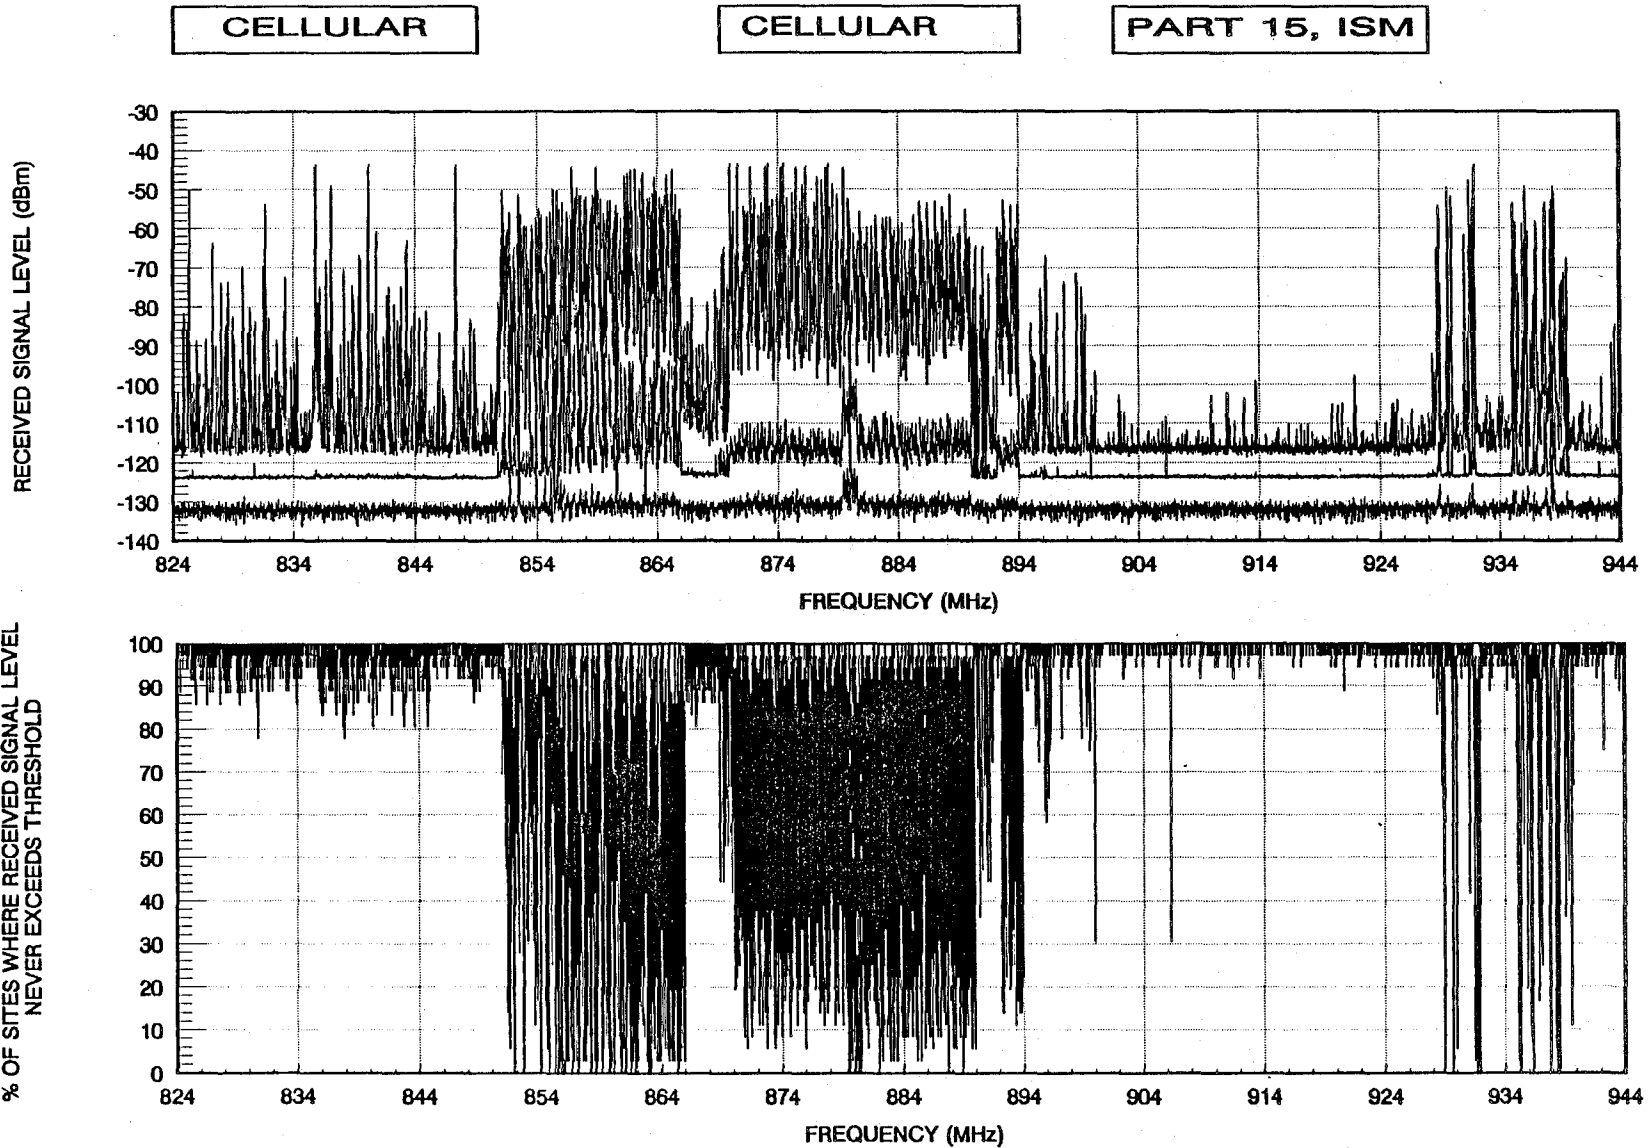 CELLULAR CELLULAR PART 15, ISM
RECEIVED SIGNAL LEVEL (dBm)
-30
-40
-50
-60
-70
-80
-90
-100
-110
-120
-130
-140
824 834 844 854 864 874 884 894 904 914 924 934 944
FREQUENCY (MHz)
% OF SITES WHERE RECEIVED SIGNAL LEVEL
NEVER EXCEEDS THRESHOLD
100
90
80
70
60
50
40
30
20
10
0
824 834 844 854 864 874 884 894 904 914 924 934 944
FREQUENCY (MHz)